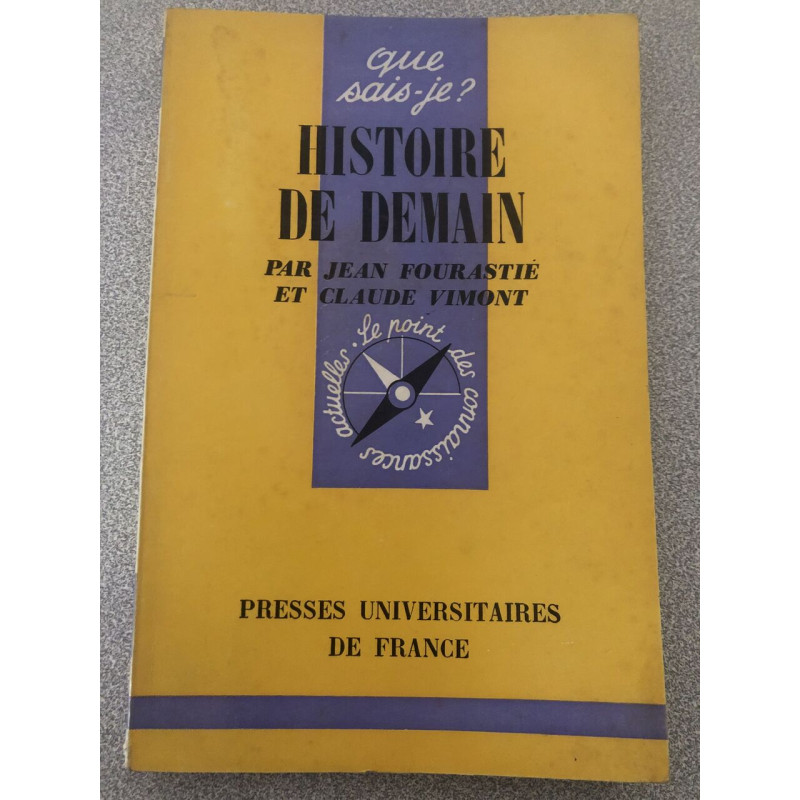 que
sais-je?
HISTOIRE
DE DEMAIN
PAR JEAN FOURASTIÉ
ET CLAUDE VIMONT
Le point des connaissances actuelles.
PRESSES UNIVERSITAIRES
DE FRANCE